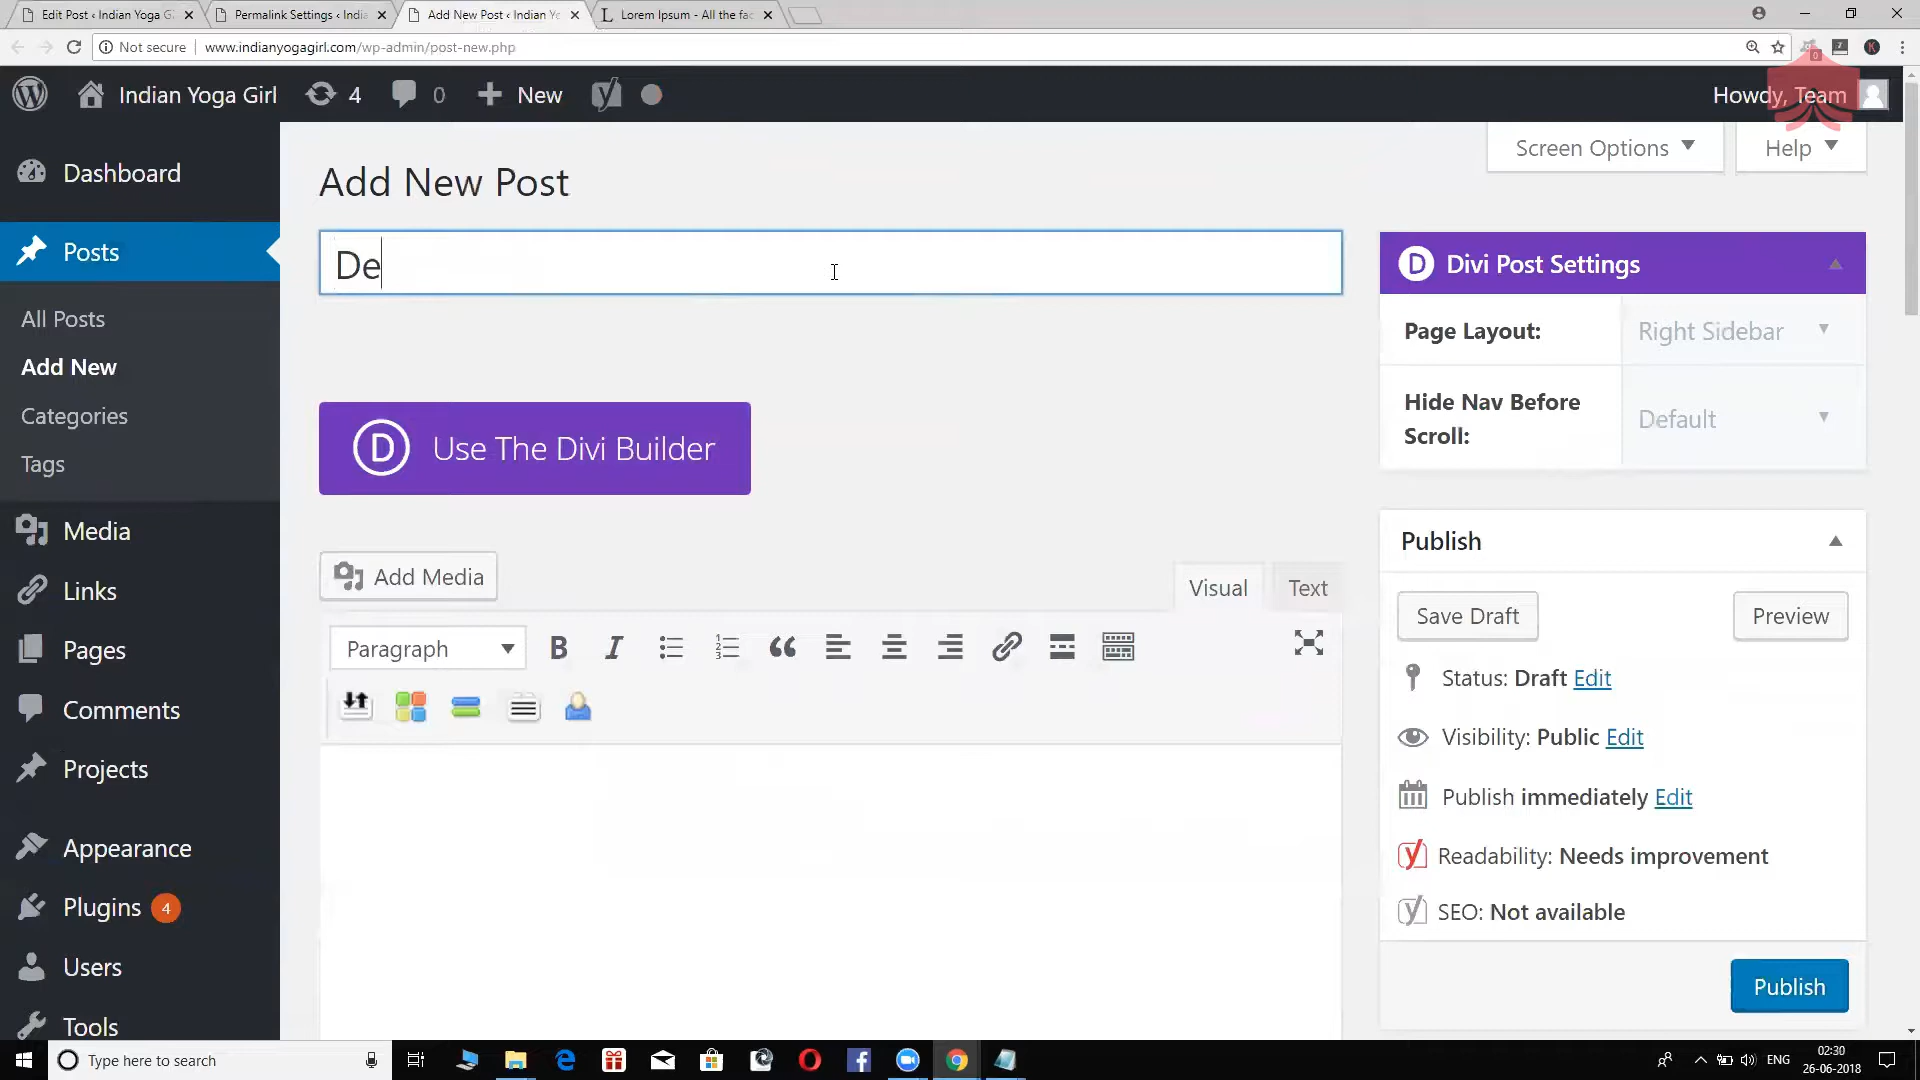 Edit Post ‹ Indian Yoga G
Permalink Settings ‹ India
Add New Post ‹ Indian Ye
Lorem Ipsum - All the fac
Not secure
www.indianyogagirl.com/wp-admin/post-new.php
Indian Yoga Girl
4
0
New
Howdy, Team
Screen Options
Help
Dashboard
Posts
All Posts
Add New
Categories
Tags
Media
Links
Pages
Comments
Projects
Appearance
Plugins 4
Users
Tools
Add New Post
De
Use The Divi Builder
Add Media
Visual
Text
Paragraph
B
I
Divi Post Settings
Page Layout:
Right Sidebar
Hide Nav Before
Scroll:
Default
Publish
Save Draft
Preview
Status: Draft Edit
Visibility: Public Edit
Publish immediately Edit
Readability: Needs improvement
SEO: Not available
Publish
Type here to search
ENG
02:30
26-06-2018